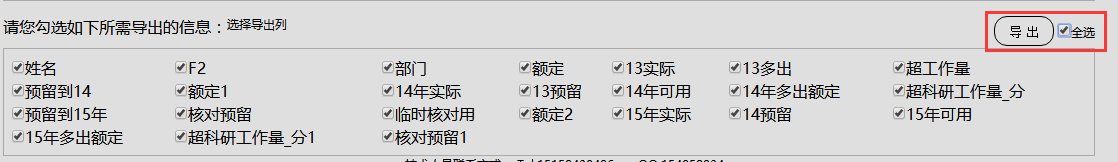 请您勾选如下所需导出的信息：选择导出列 导 出 全选
姓名 F2 部门 额定 13实际 13多出 超工作量
预留到14 额定1 14年实际 13预留 14年可用 14年多出额定 超科研工作量_分
预留到15年 核对预留 临时核对用 额定2 15年实际 14预留 15年可用
15年多出额定 超科研工作量_分1 核对预留1